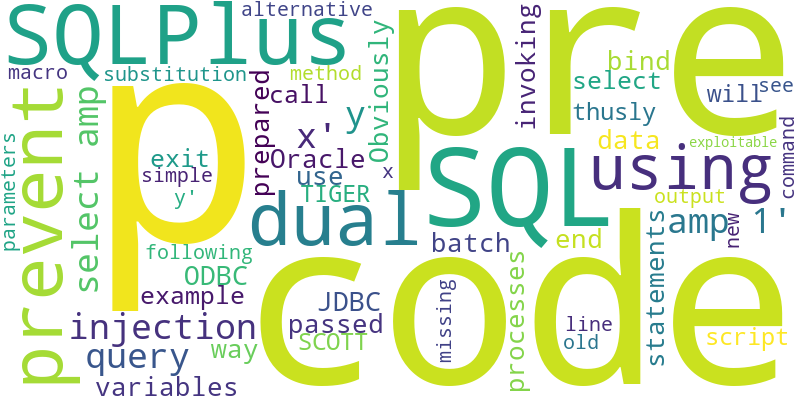 SQLPlus
alternative
pre
macro
substitution
method
Obviously
invoking
bind
select
will
see
prevent
select amp
call
y
thusly
prepared
x'
Oracle
data
exploitable
command
p
exit
simple
y'
use
TIGER
x
SQL
using
parameters
dual
output
amp
new
1'
batch
end
statements
following
ODBC
example
code
processes
missing
JDBC
injection
passed
SCOTT
line
old
script
query
way
variables